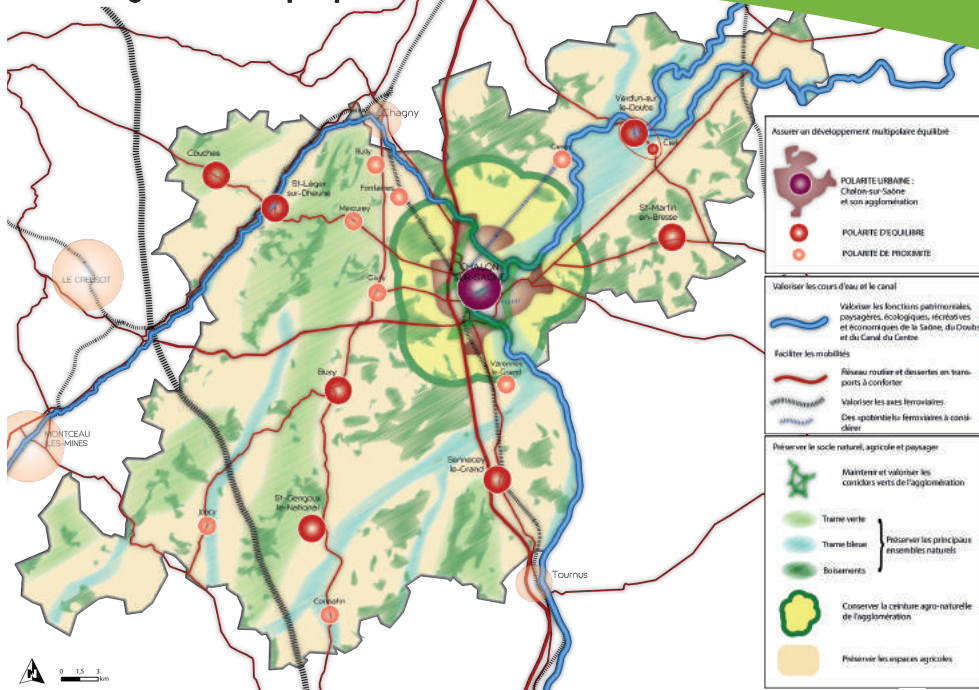 Chagny
Verdun-sur
le-Doubs
Ciel
Couches
Rully
St-Léger
sur-Dheune
Fontaines
Mercurey
St-Martin
en-Bresse
LE CREUSOT
CHALON
SUR-SAÔNE
Givry
Buxy
Varennes
le-Grand
MONTCEAU
LES-MINES
Sennecey
le-Grand
St-Gengoux
le-National
Joncy
Tournus
Cormatin
N
0 1,5 3
km
Assurer un développement multipolaire équilibré
POLARITE URBAINE :
Chalon-sur-Saône
et son agglomération
POLARITE D'EQUILIBRE
POLARITE DE PROXIMITE
Valoriser les cours d'eau et le canal
Valoriser les fonctions patrimoniales,
paysagères, écologiques, récréatives
et économiques de la Saône, du Doubs
et du Canal du Centre
Faciliter les mobilités
Réseau routier et dessertes en trans-
ports à conforter
Valoriser les axes ferroviaires
Des «potentiels» ferroviaires à consi-
dérer
Préserver le socle naturel, agricole et paysager
Maintenir et valoriser les
corridors verts de l'agglomération
Trame verte
Trame bleue
Boisements
Préserver les principaux
ensembles naturels
Conserver la ceinture agro-naturelle
de l'agglomération
Préserver les espaces agricoles